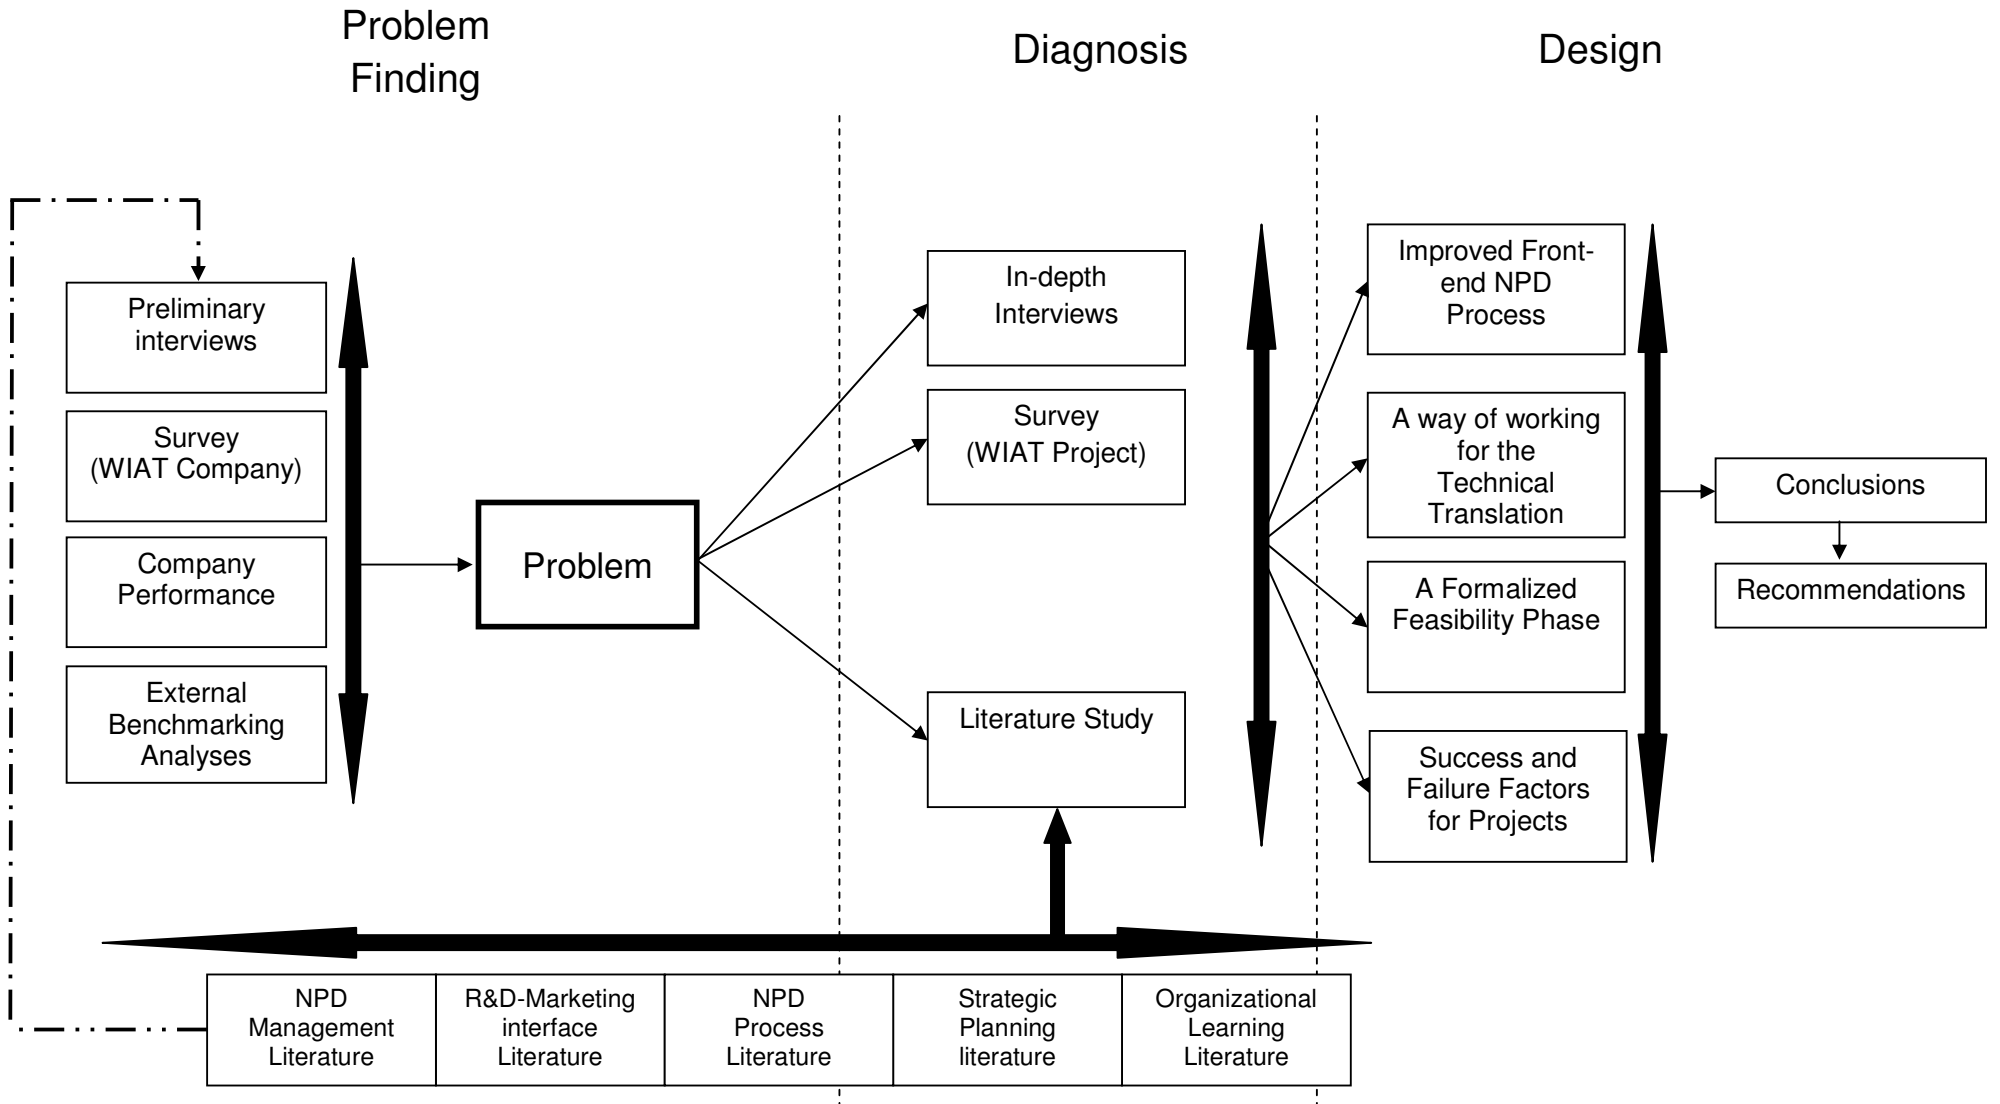 Problem
Finding
Diagnosis
Design
Preliminary
interviews
Survey
(WIAT Company)
Company
Performance
External
Benchmarking
Analyses
Problem
In-depth
Interviews
Survey
(WIAT Project)
Literature Study
Improved Front-
end NPD
Process
A way of working
for the
Technical
Translation
A Formalized
Feasibility Phase
Success and
Failure Factors
for Projects
Conclusions
Recommendations
NPD
Management
Literature
R&D-Marketing
interface
Literature
NPD
Process
Literature
Strategic
Planning
literature
Organizational
Learning
Literature